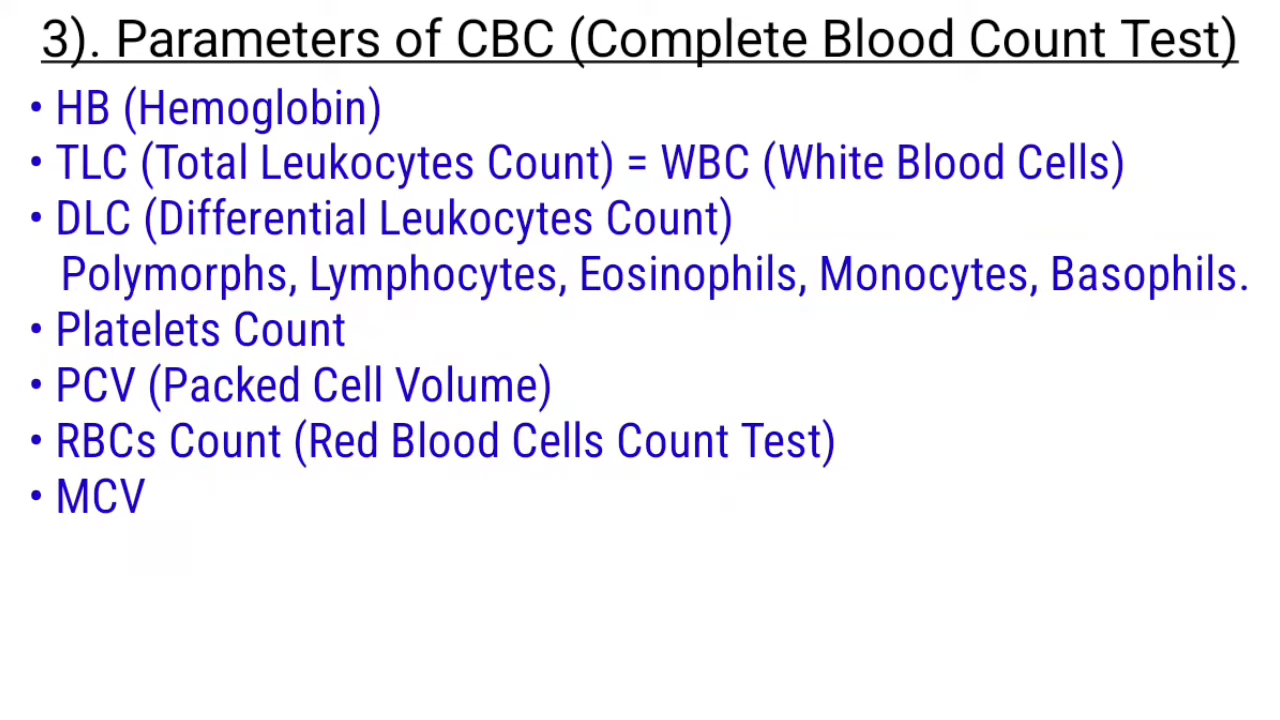 3). Parameters of CBC (Complete Blood Count Test)
• HB (Hemoglobin)
• TLC (Total Leukocytes Count) = WBC (White Blood Cells)
• DLC (Differential Leukocytes Count)
Polymorphs, Lymphocytes, Eosinophils, Monocytes, Basophils.
• Platelets Count
• PCV (Packed Cell Volume)
• RBCs Count (Red Blood Cells Count Test)
• MCV